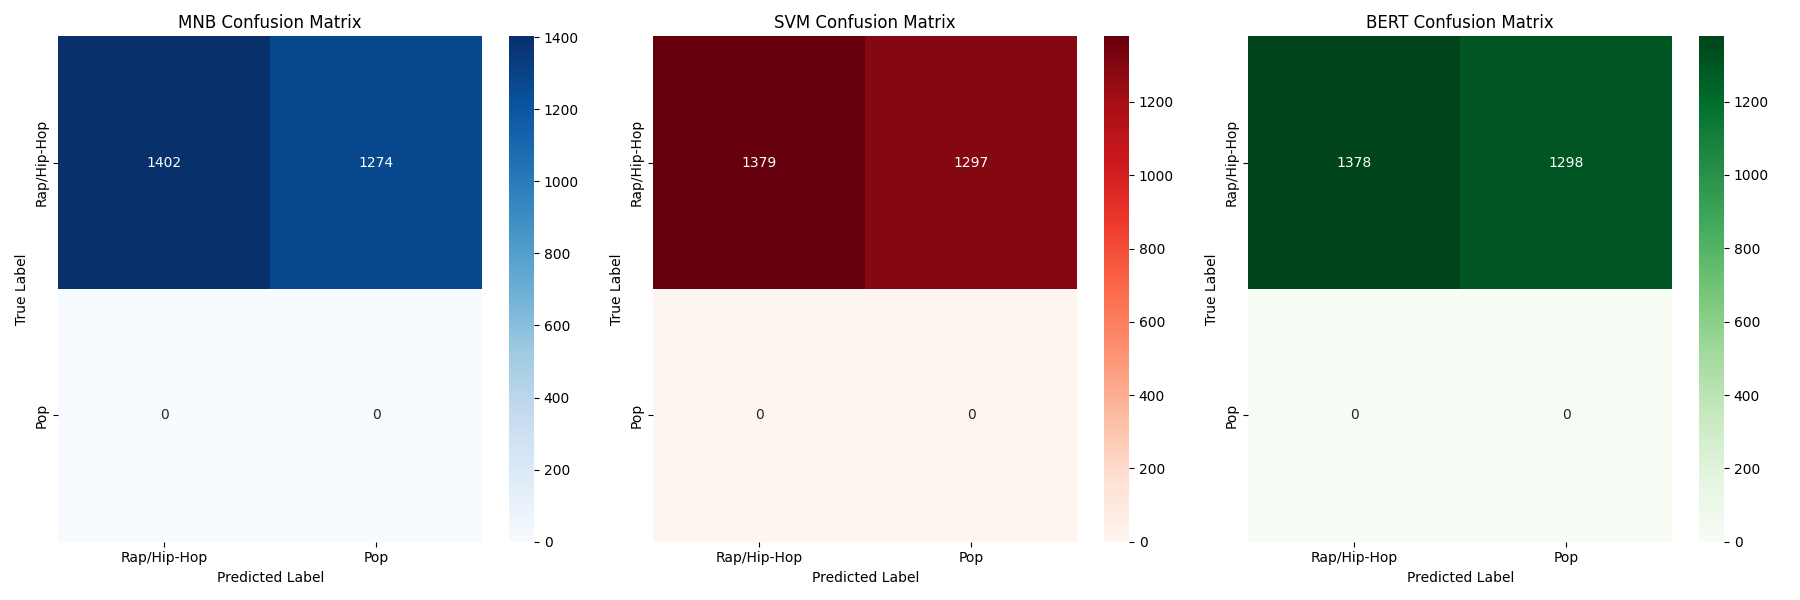 MNB Confusion Matrix
True Label
Rap/Hip-Hop
Pop
1402 1274
0 0
Rap/Hip-Hop Pop
Predicted Label
1400
1200
1000
800
600
400
200
0
SVM Confusion Matrix
True Label
Rap/Hip-Hop
Pop
1379 1297
0 0
Rap/Hip-Hop Pop
Predicted Label
1200
1000
800
600
400
200
0
BERT Confusion Matrix
True Label
Rap/Hip-Hop
Pop
1378 1298
0 0
Rap/Hip-Hop Pop
Predicted Label
1200
1000
800
600
400
200
0